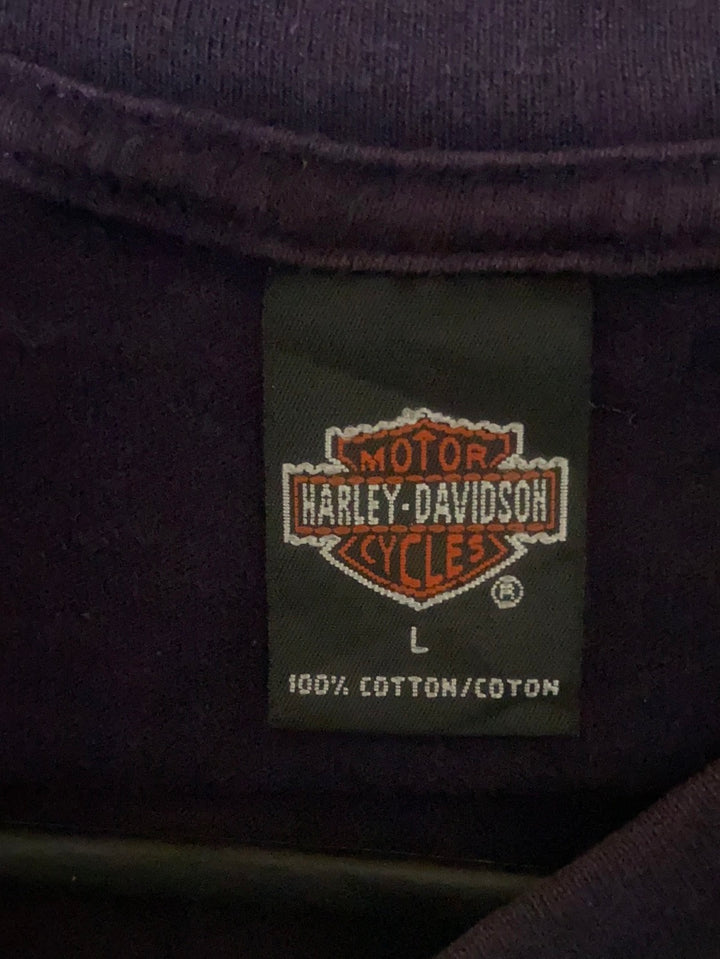 MOTOR
HARLEY-DAVIDSON
CYCLES
®
L
100% COTTON/COTON